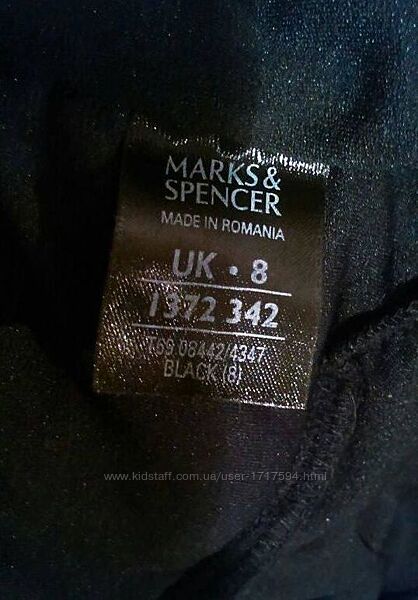 MARKS &
SPENCER
MADE IN ROMANIA
UK • 8
1372 342
T69 08442/4347
BLACK (8)
www.kidstaff.com.ua/user-1717594.html